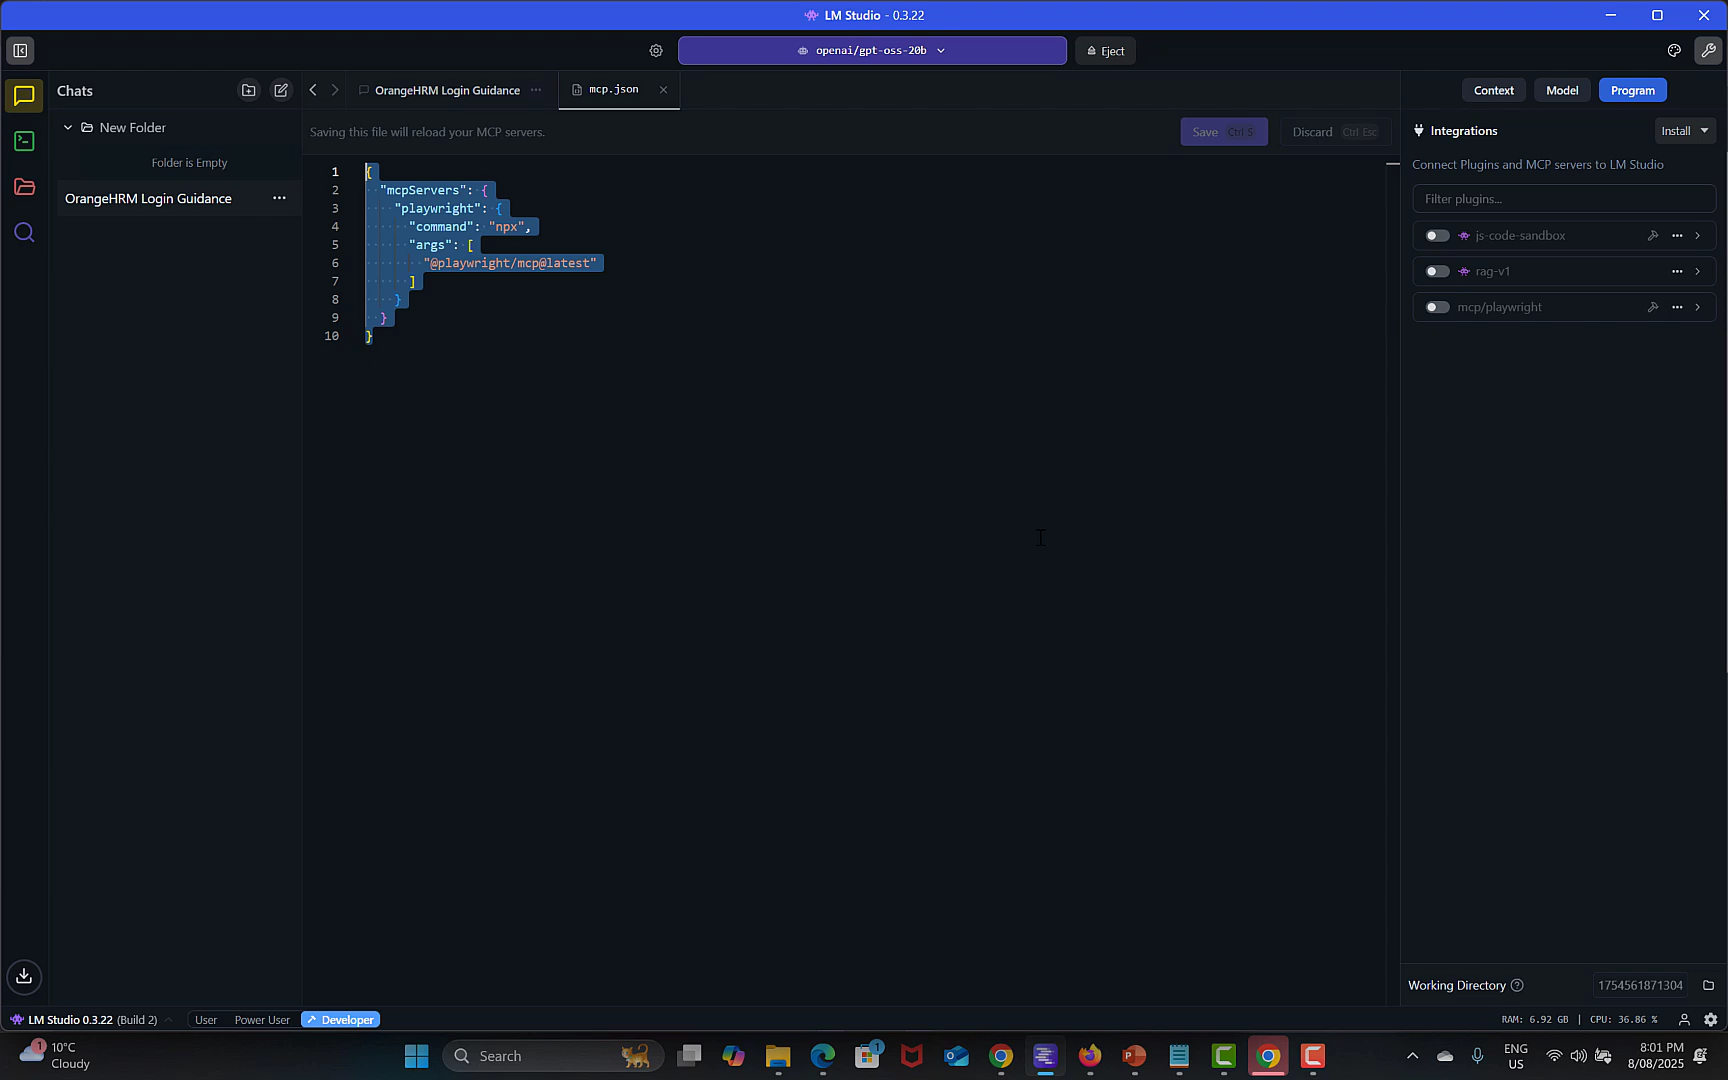 LM Studio - 0.3.22
openai/gpt-oss-20b
Eject
Chats
OrangeHRM Login Guidance
mcp.json
Context
Model
Program
New Folder
Folder is Empty
OrangeHRM Login Guidance
Saving this file will reload your MCP servers.
Save Ctrl S
Discard Ctrl Esc
1 {
2 "mcpServers": {
3 "playwright": {
4 "command": "npx",
5 "args": [
6 "@playwright/mcp@latest"
7 ]
8 }
9 }
10 }
Integrations
Install
Connect Plugins and MCP servers to LM Studio
Filter plugins...
js-code-sandbox
rag-v1
mcp/playwright
Working Directory
1754561871304
LM Studio 0.3.22 (Build 2)
User
Power User
Developer
RAM: 6.92 GB | CPU: 36.86 %
1
10°C
Cloudy
Search
1
ENG
US
8:01 PM
8/08/2025